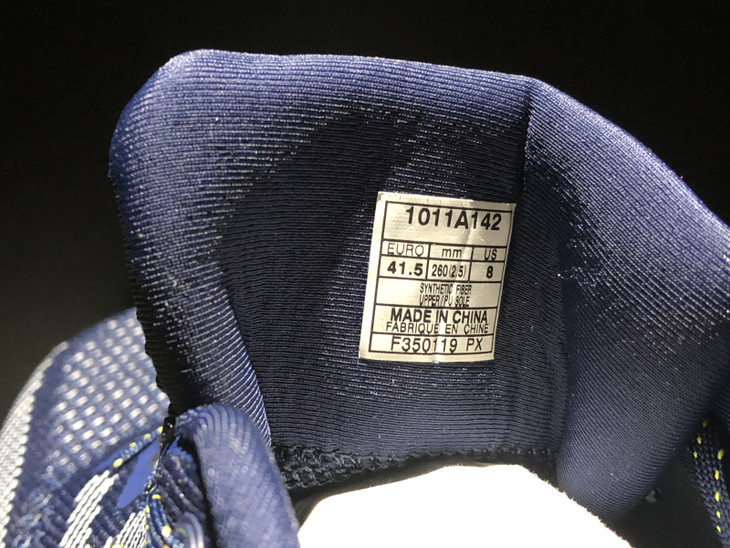 1011A142
EURO mm US
41.5 260(2.5) 8
SYNTHETIC FIBER
UPPER/PU SOLE
MADE IN CHINA
FABRIQUE EN CHINE
F350119 PX